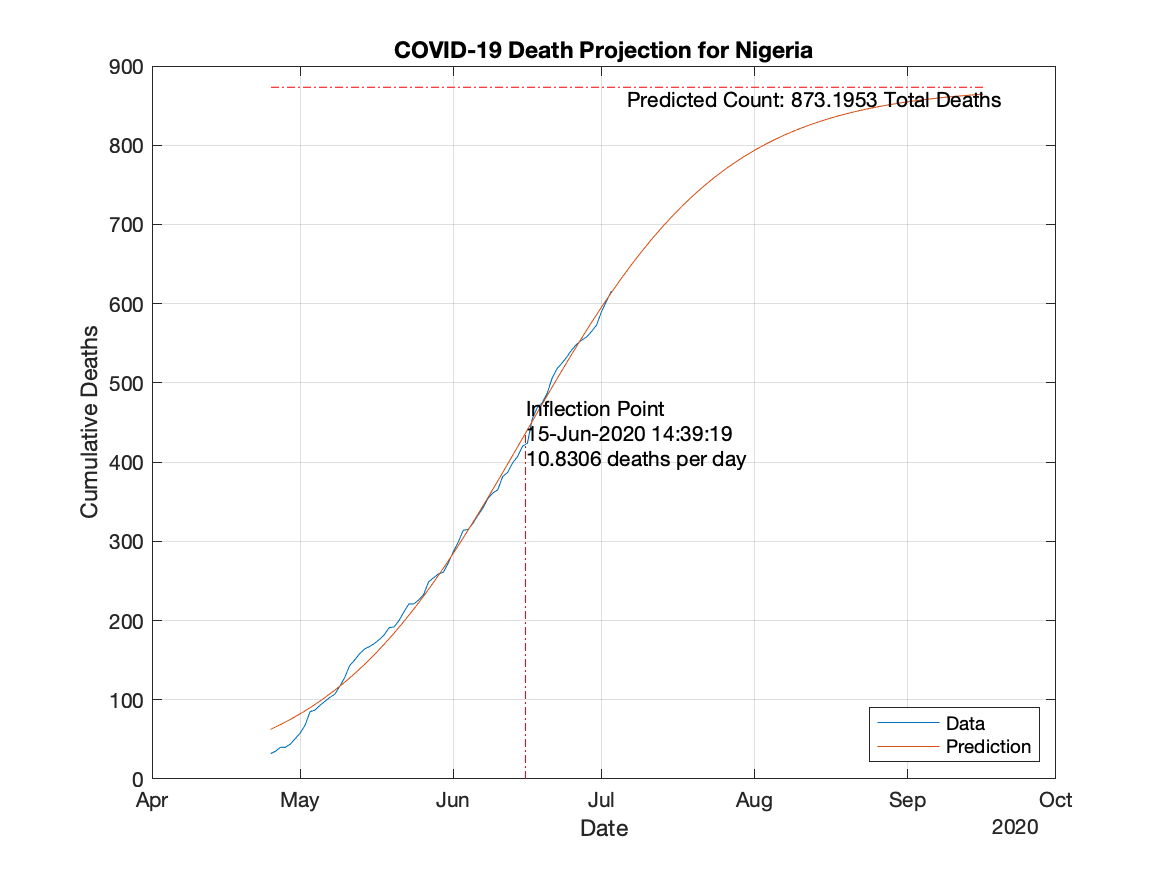 COVID-19 Death Projection for Nigeria
900
800
700
600
500
400
300
200
100
0
Cumulative Deaths
Predicted Count: 873.1953 Total Deaths
Inflection Point
15-Jun-2020 14:39:19
10.8306 deaths per day
Data
Prediction
Apr May Jun Jul Aug Sep Oct
Date
2020